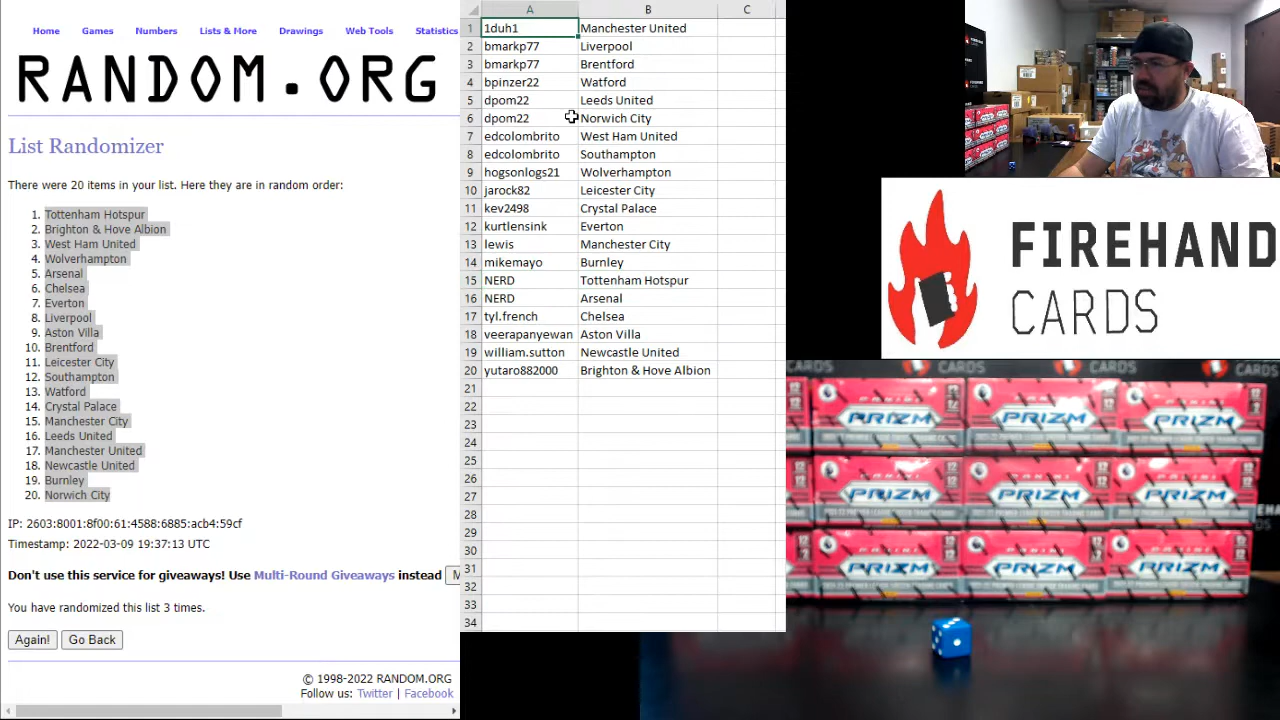 Home Games Numbers Lists & More Drawings Web Tools Statistics
RANDOM.ORG
List Randomizer
There were 20 items in your list. Here they are in random order:
1. Tottenham Hotspur
2. Brighton & Hove Albion
3. West Ham United
4. Wolverhampton
5. Arsenal
6. Chelsea
7. Everton
8. Liverpool
9. Aston Villa
10. Brentford
11. Leicester City
12. Southampton
13. Watford
14. Crystal Palace
15. Manchester City
16. Leeds United
17. Manchester United
18. Newcastle United
19. Burnley
20. Norwich City
IP: 2603:8001:8f00:61:4588:6885:acb4:59cf
Timestamp: 2022-03-09 19:37:13 UTC
Don't use this service for giveaways! Use Multi-Round Giveaways instead
You have randomized this list 3 times.
Again! Go Back
© 1998-2022 RANDOM.ORG
Follow us: Twitter | Facebook
A B C
1 1duh1 Manchester United
2 bmarkp77 Liverpool
3 bmarkp77 Brentford
4 bpinzer22 Watford
5 dpom22 Leeds United
6 dpom22 Norwich City
7 edcolombrito West Ham United
8 edcolombrito Southampton
9 hogsonlogs21 Wolverhampton
10 jarock82 Leicester City
11 kev2498 Crystal Palace
12 kurtlensink Everton
13 lewis Manchester City
14 mikemayo Burnley
15 NERD Tottenham Hotspur
16 NERD Arsenal
17 tyl.french Chelsea
18 veerapanyewan Aston Villa
19 william.sutton Newcastle United
20 yutaro882000 Brighton & Hove Albion
21
22
23
24
25
26
27
28
29
30
31
32
33
34
FIREHAND
CARDS
CARDS CARDS CARDS
PRIZM PRIZM PRIZM
PRIZM PRIZM PRIZM
PRIZM PRIZM PRIZM